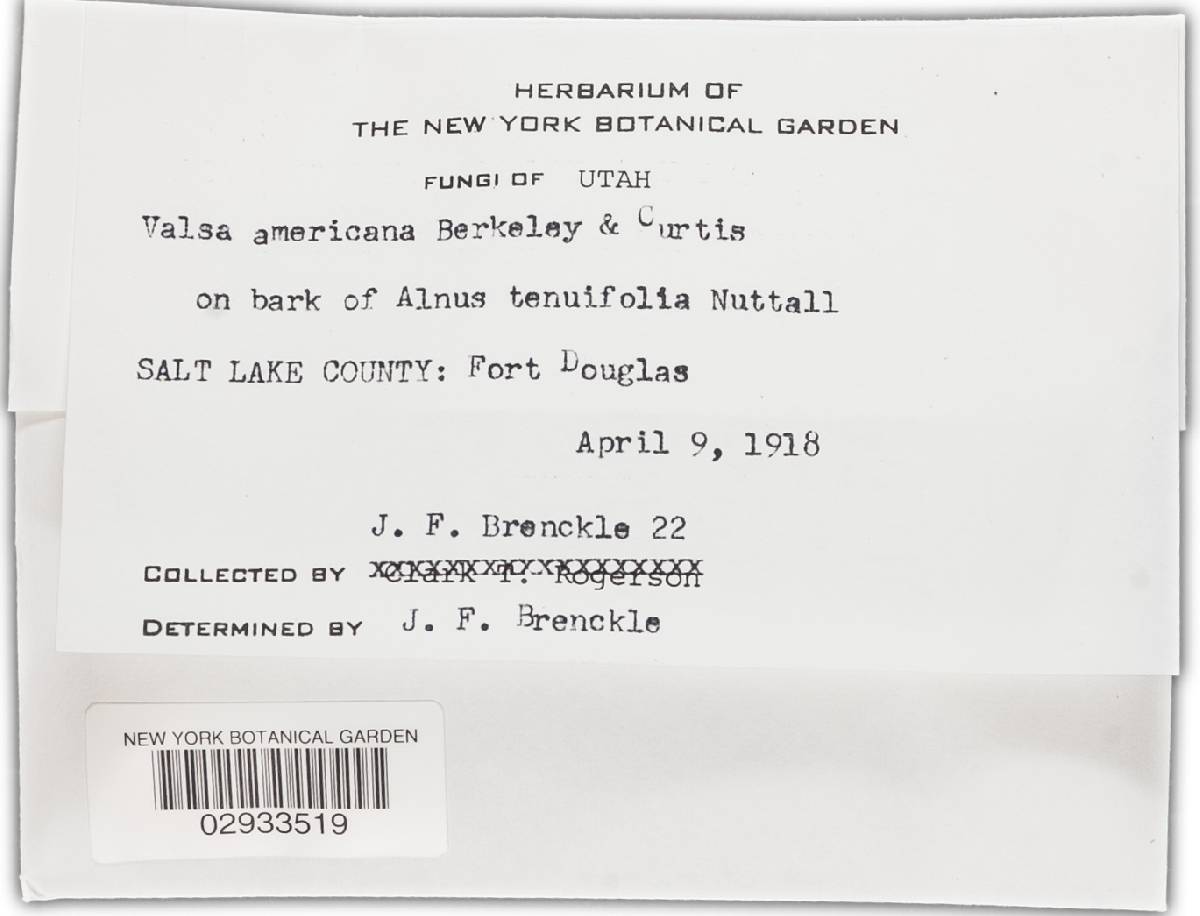 HERBARIUM OF
THE NEW YORK BOTANICAL GARDEN
FUNGI OF UTAH
Valsa americana Berkeley & Curtis
on bark of Alnus tenuifolia Nuttall
SALT LAKE COUNTY: Fort Douglas
April 9, 1918
J. F. Brenckle 22
COLLECTED BY Clark T. Rogerson
DETERMINED BY J. F. Brenckle
NEW YORK BOTANICAL GARDEN
02933519